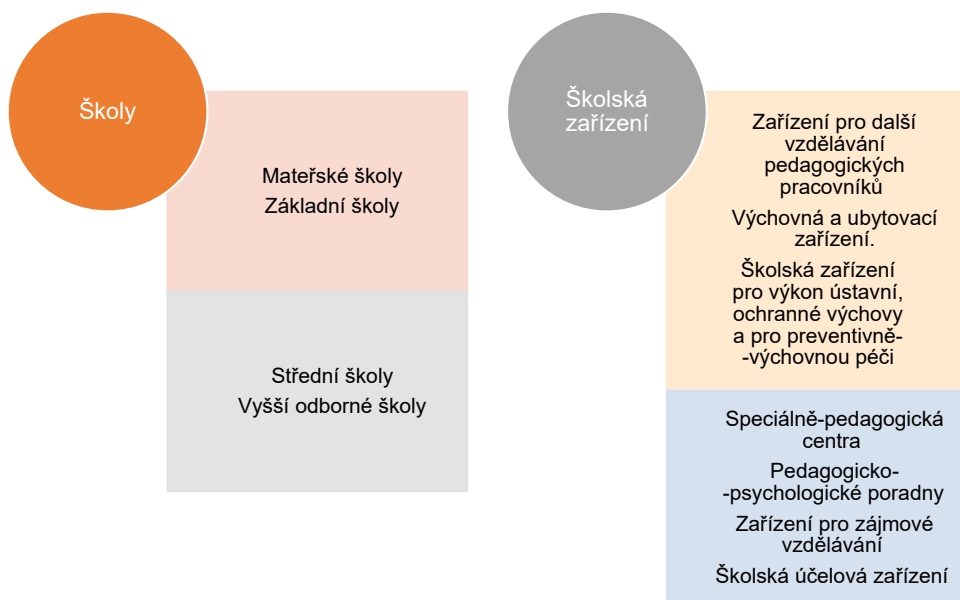 Školy
Mateřské školy
Základní školy
Střední školy
Vyšší odborné školy
Školská
zařízení
Zařízení pro další
vzdělávání
pedagogických
pracovníků
Výchovná a ubytovací
zařízení.
Školská zařízení
pro výkon ústavní,
ochranné výchovy
a pro preventivně-
-výchovnou péči
Speciálně-pedagogická
centra
Pedagogicko-
-psychologické poradny
Zařízení pro zájmové
vzdělávání
Školská účelová zařízení